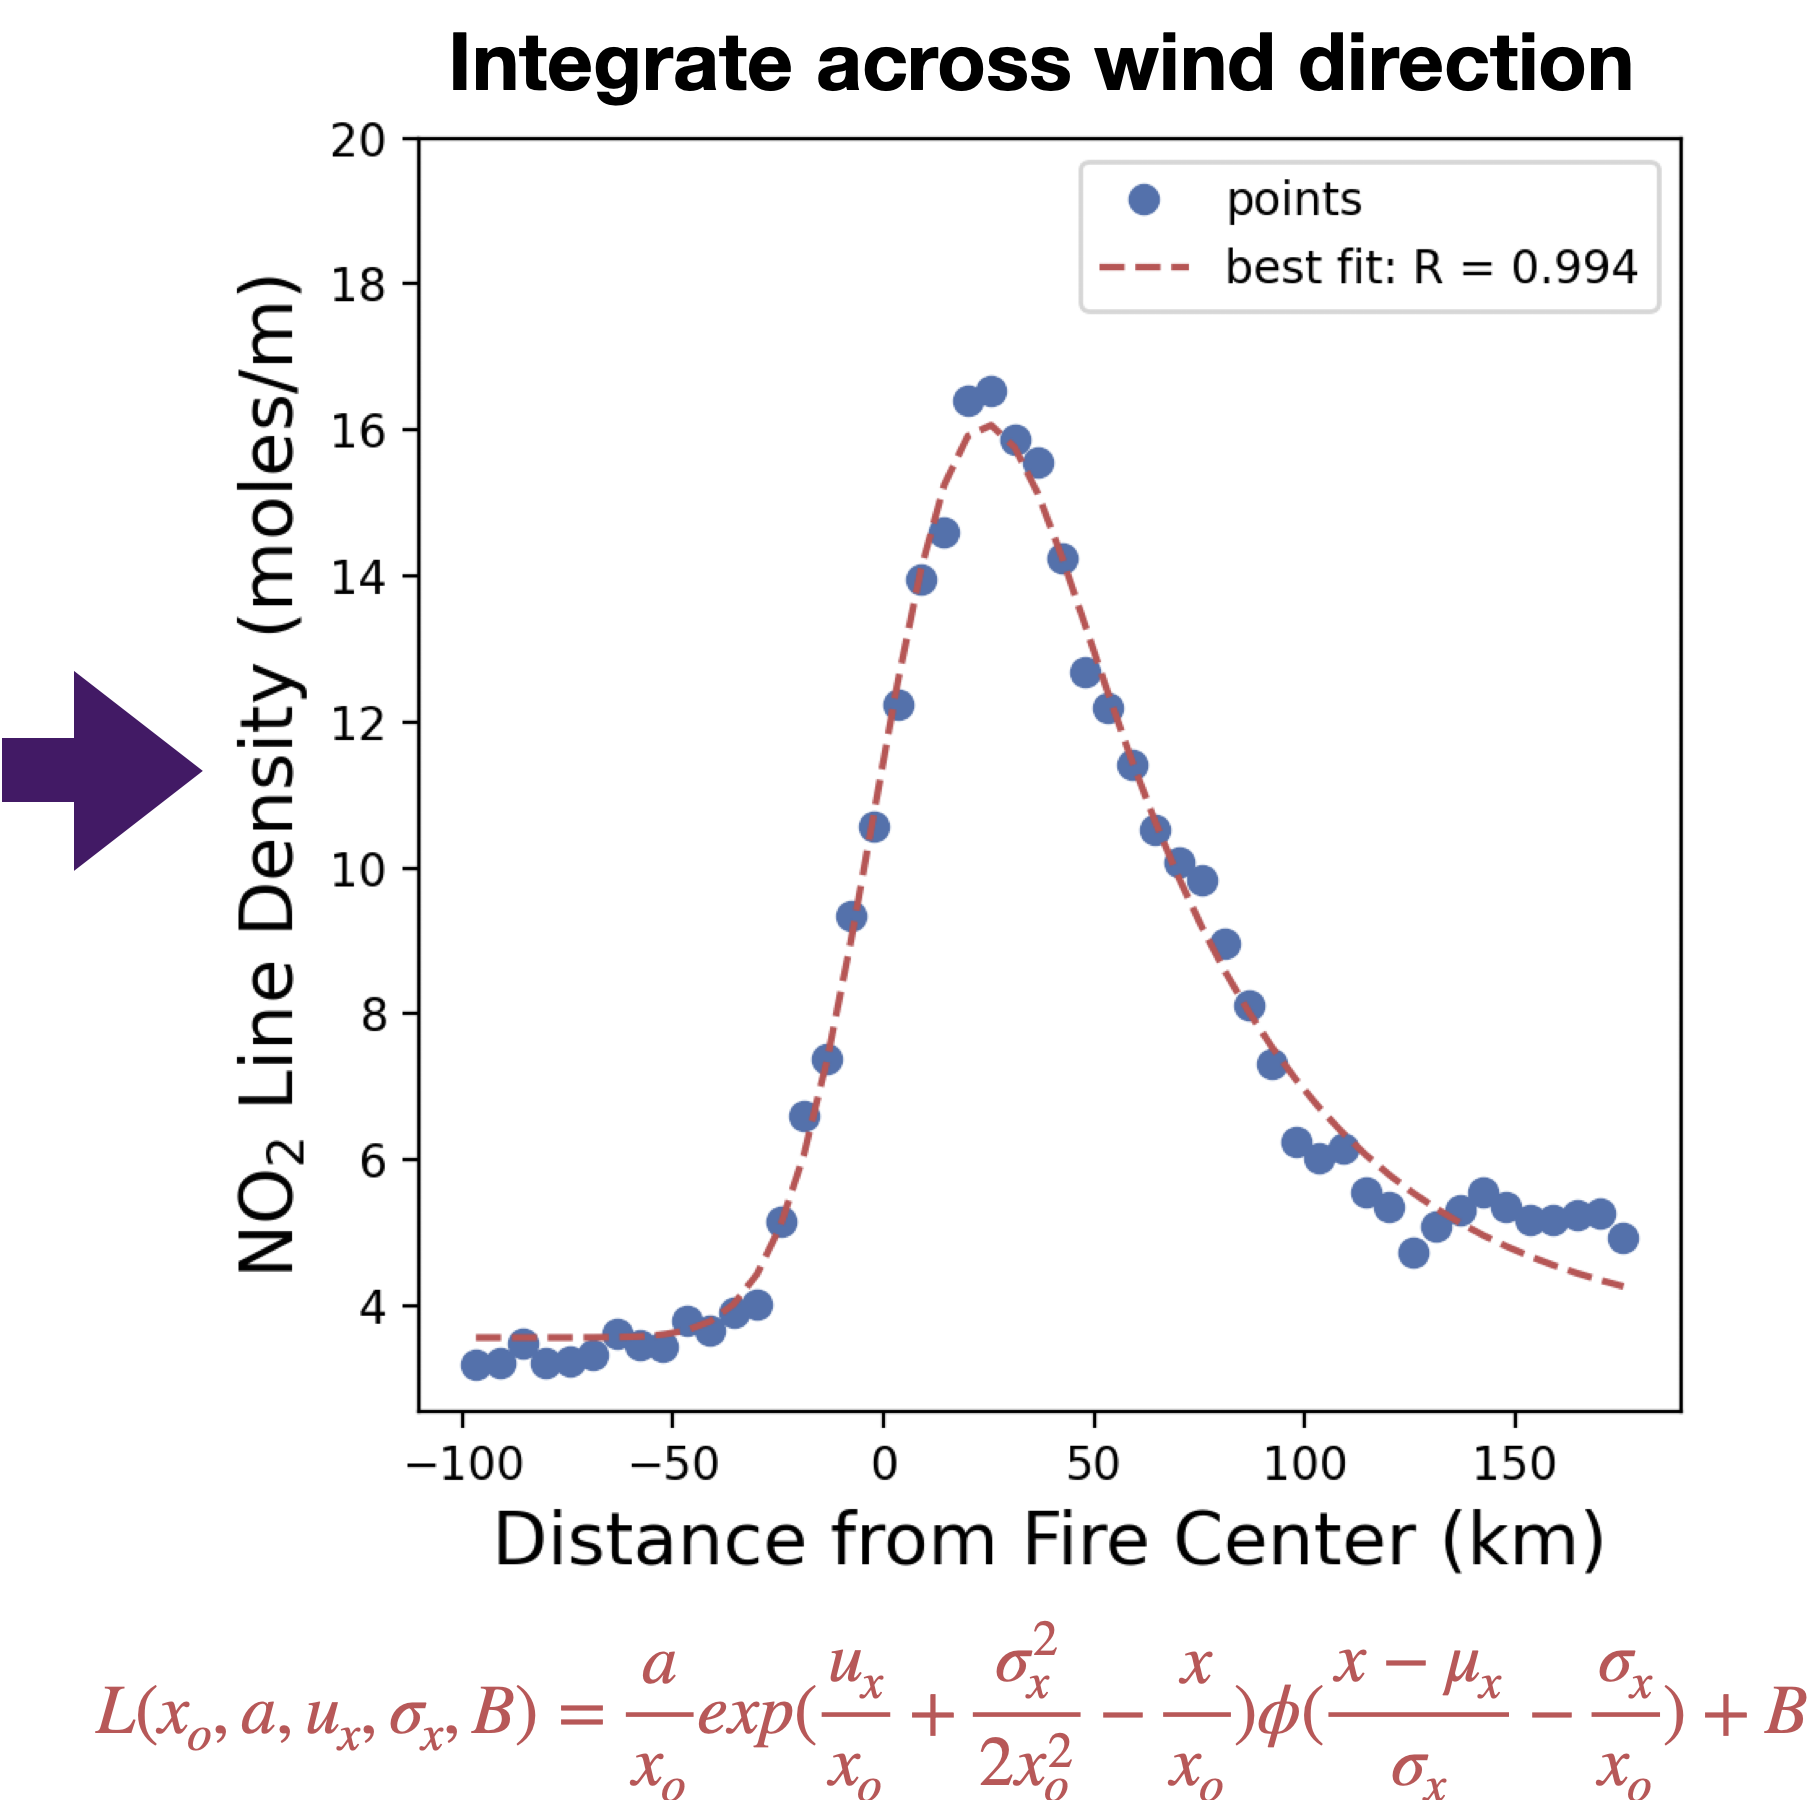 Integrate across wind direction
20
18
16
14
12
10
8
6
4
NO₂ Line Density (moles/m)
points
best fit: R = 0.994
−100 −50 0 50 100 150
Distance from Fire Center (km)
L(xₒ, a, uₓ, σₓ, B) = a/xₒ exp(uₓ/xₒ + σₓ²/2xₒ² − x/xₒ)ϕ(x − μₓ/σₓ − σₓ/xₒ) + B